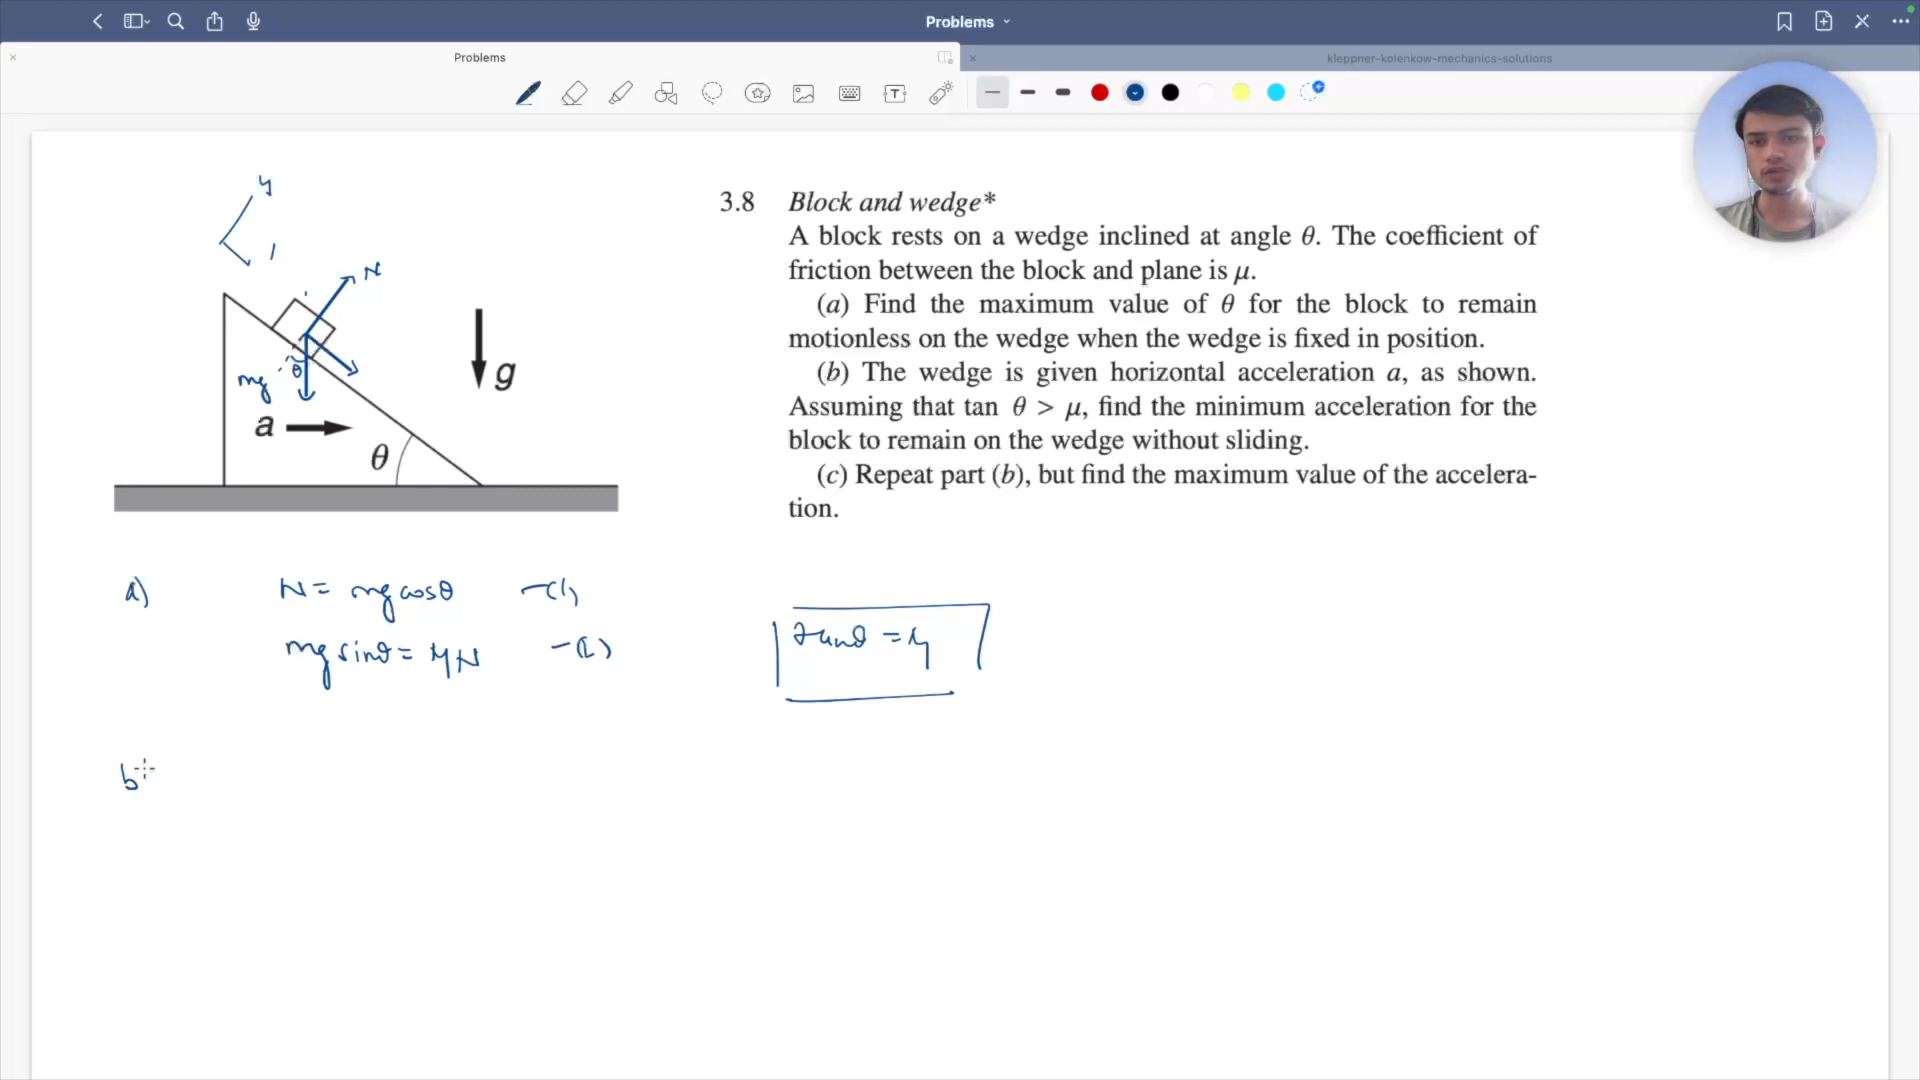 Problems
Problems
kleppner-kolenkow-mechanics-solutions
y
N
mg
θ
g
a
θ
3.8 Block and wedge*
A block rests on a wedge inclined at angle θ. The coefficient of
friction between the block and plane is μ.
(a) Find the maximum value of θ for the block to remain
motionless on the wedge when the wedge is fixed in position.
(b) The wedge is given horizontal acceleration a, as shown.
Assuming that tan θ > μ, find the minimum acceleration for the
block to remain on the wedge without sliding.
(c) Repeat part (b), but find the maximum value of the accelera-
tion.
a) N = mg cosθ -(1)
mg sinθ = μN -(2)
tanθ = μ
b